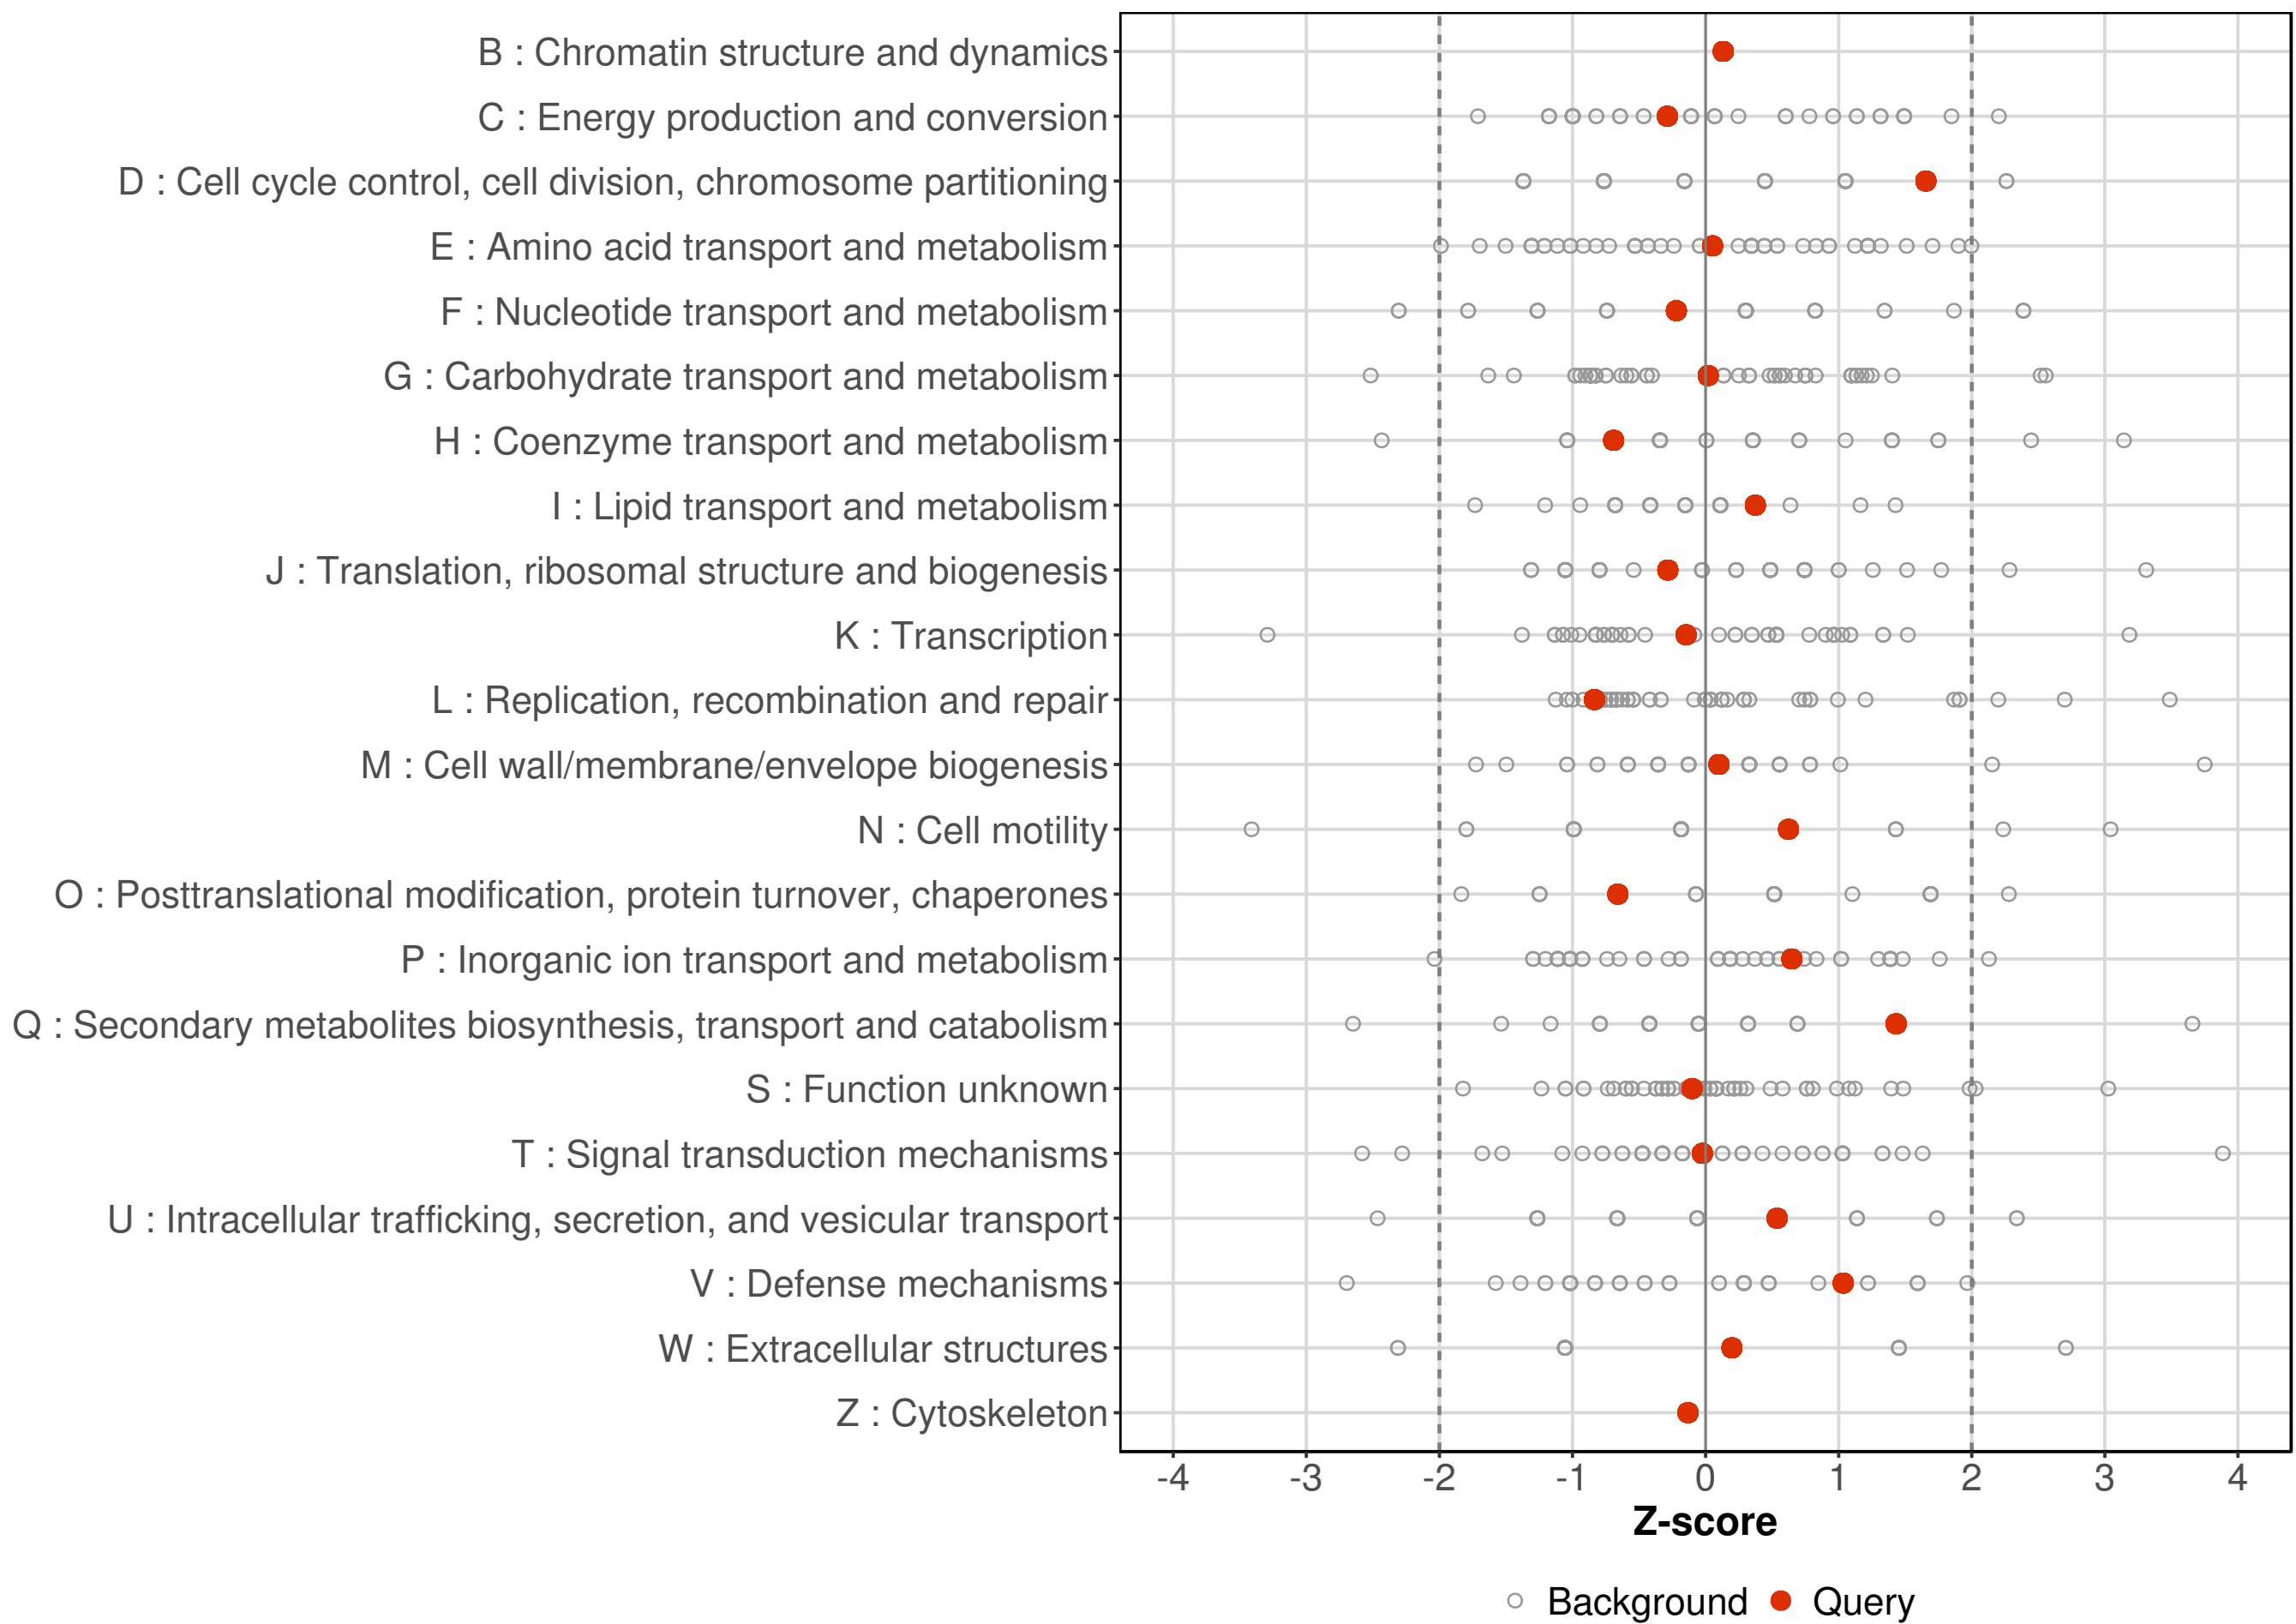 B : Chromatin structure and dynamics
C : Energy production and conversion
D : Cell cycle control, cell division, chromosome partitioning
E : Amino acid transport and metabolism
F : Nucleotide transport and metabolism
G : Carbohydrate transport and metabolism
H : Coenzyme transport and metabolism
I : Lipid transport and metabolism
J : Translation, ribosomal structure and biogenesis
K : Transcription
L : Replication, recombination and repair
M : Cell wall/membrane/envelope biogenesis
N : Cell motility
O : Posttranslational modification, protein turnover, chaperones
P : Inorganic ion transport and metabolism
Q : Secondary metabolites biosynthesis, transport and catabolism
S : Function unknown
T : Signal transduction mechanisms
U : Intracellular trafficking, secretion, and vesicular transport
V : Defense mechanisms
W : Extracellular structures
Z : Cytoskeleton
-4 -3 -2 -1 0 1 2 3 4
Z-score
Background Query